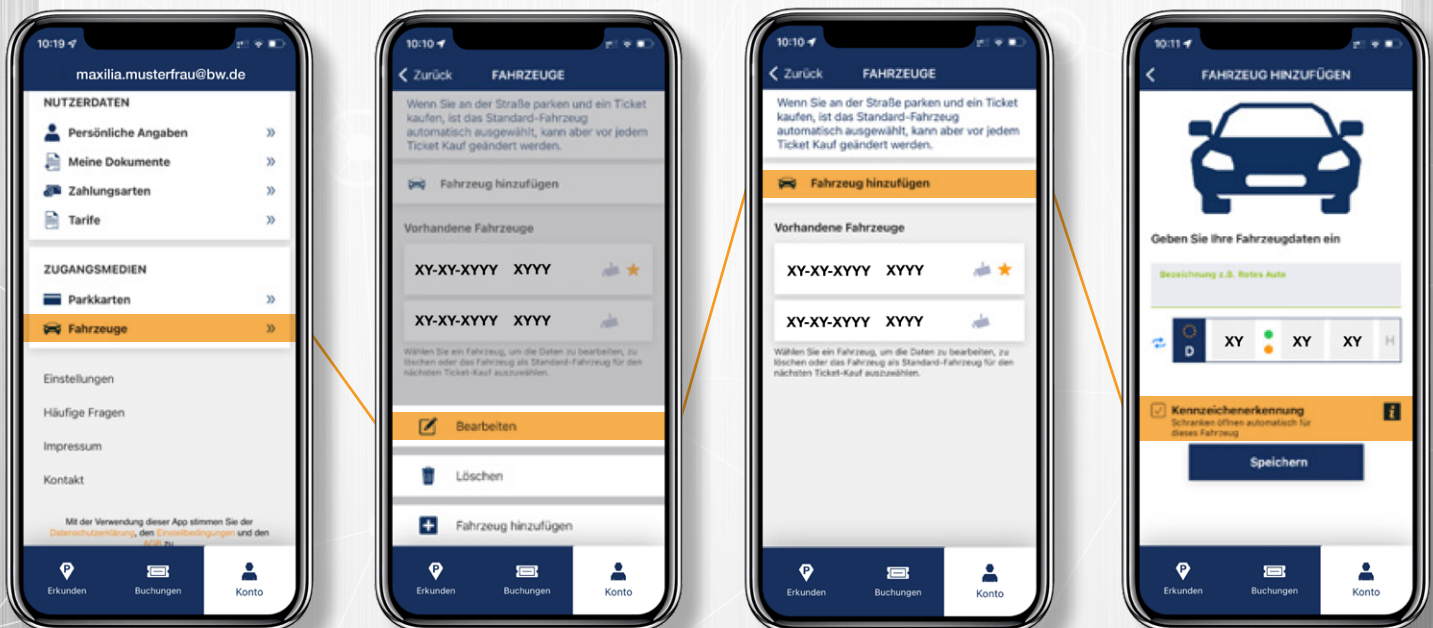 10:19
maxilia.musterfrau@bw.de
NUTZERDATEN
Persönliche Angaben »
Meine Dokumente »
Zahlungsarten »
Tarife »
ZUGANGSMEDIEN
Parkkarten »
Fahrzeuge »
Einstellungen
Häufige Fragen
Impressum
Kontakt
Mit der Verwendung dieser App stimmen Sie der
Datenschutzerklärung, den Einstellbedingungen und den
AGB zu
P
Erkunden Buchungen Konto
10:10
Zurück FAHRZEUGE
Wenn Sie an der Straße parken und ein Ticket
kaufen, ist das Standard-Fahrzeug
automatisch ausgewählt, kann aber vor jedem
Ticket Kauf geändert werden.
Fahrzeug hinzufügen
Vorhandene Fahrzeuge
XY-XY-XYYY XYYY
XY-XY-XYYY XYYY
Wählen Sie ein Fahrzeug, um die Daten zu bearbeiten, zu
löschen oder das Fahrzeug als Standard-Fahrzeug für den
nächsten Ticket-Kauf auszuwählen.
Bearbeiten
Löschen
Fahrzeug hinzufügen
P
Erkunden Buchungen Konto
10:10
Zurück FAHRZEUGE
Wenn Sie an der Straße parken und ein Ticket
kaufen, ist das Standard-Fahrzeug
automatisch ausgewählt, kann aber vor jedem
Ticket Kauf geändert werden.
Fahrzeug hinzufügen
Vorhandene Fahrzeuge
XY-XY-XYYY XYYY
XY-XY-XYYY XYYY
Wählen Sie ein Fahrzeug, um die Daten zu bearbeiten, zu
löschen oder das Fahrzeug als Standard-Fahrzeug für den
nächsten Ticket-Kauf auszuwählen.
P
Erkunden Buchungen Konto
10:11
FAHRZEUG HINZUFÜGEN
Geben Sie Ihre Fahrzeugdaten ein
Bezeichnung z.B. Rotes Auto
D XY XY XY H
Kennzeichenerkennung i
Schranken öffnen automatisch für
dieses Fahrzeug
Speichern
P
Erkunden Buchungen Konto